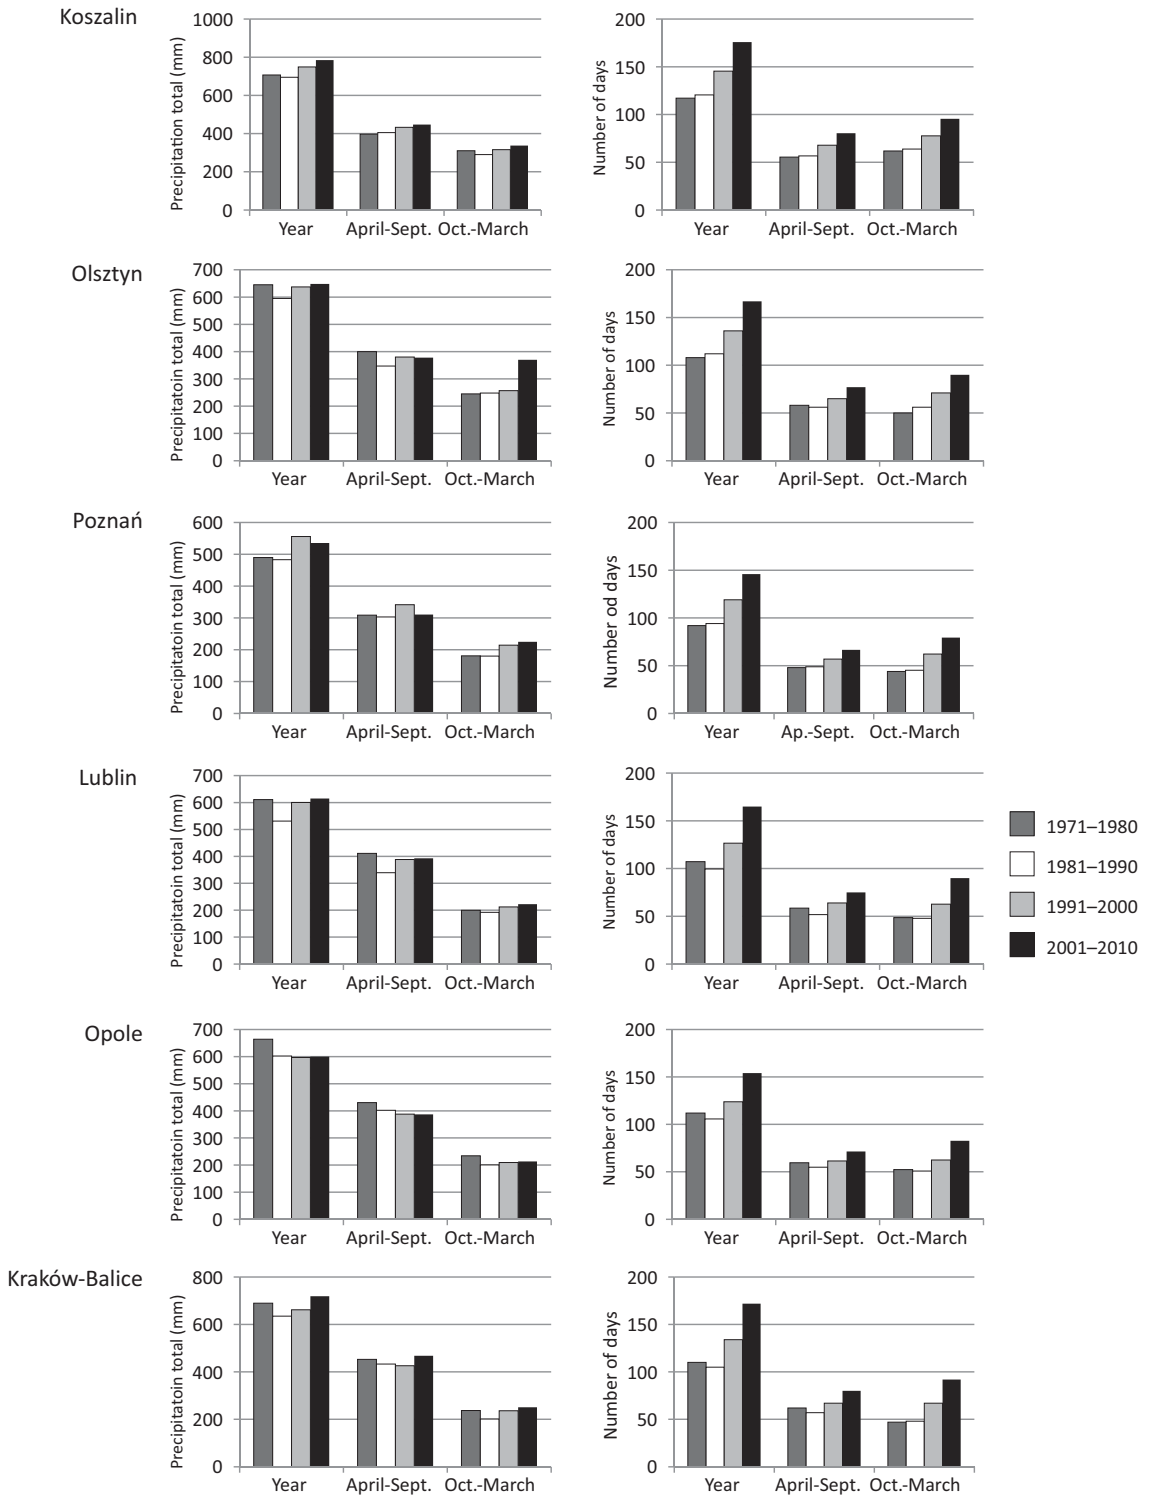 Koszalin
Precipitation total (mm)
1000
800
600
400
200
0
Year April-Sept. Oct.-March
Number of days
200
150
100
50
0
Year April-Sept. Oct.-March
Olsztyn
Precipitatoin total (mm)
700
600
500
400
300
200
100
0
Year April-Sept. Oct.-March
Number of days
200
150
100
50
0
Year April-Sept. Oct.-March
Poznań
Precipitatoin total (mm)
600
500
400
300
200
100
0
Year April-Sept. Oct.-March
Number od days
200
150
100
50
0
Year Ap.-Sept. Oct.-March
Lublin
Precipitatoin total (mm)
700
600
500
400
300
200
100
0
Year April-Sept. Oct.-March
Number of days
200
150
100
50
0
Year April-Sept. Oct.-March
1971–1980
1981–1990
1991–2000
2001–2010
Opole
Precipitatoin total (mm)
700
600
500
400
300
200
100
0
Year April-Sept. Oct.-March
Number of days
200
150
100
50
0
Year April-Sept. Oct.-March
Kraków-Balice
Precipitatoin total (mm)
800
600
400
200
0
Year April-Sept. Oct.-March
Number of days
200
150
100
50
0
Year April-Sept. Oct.-March